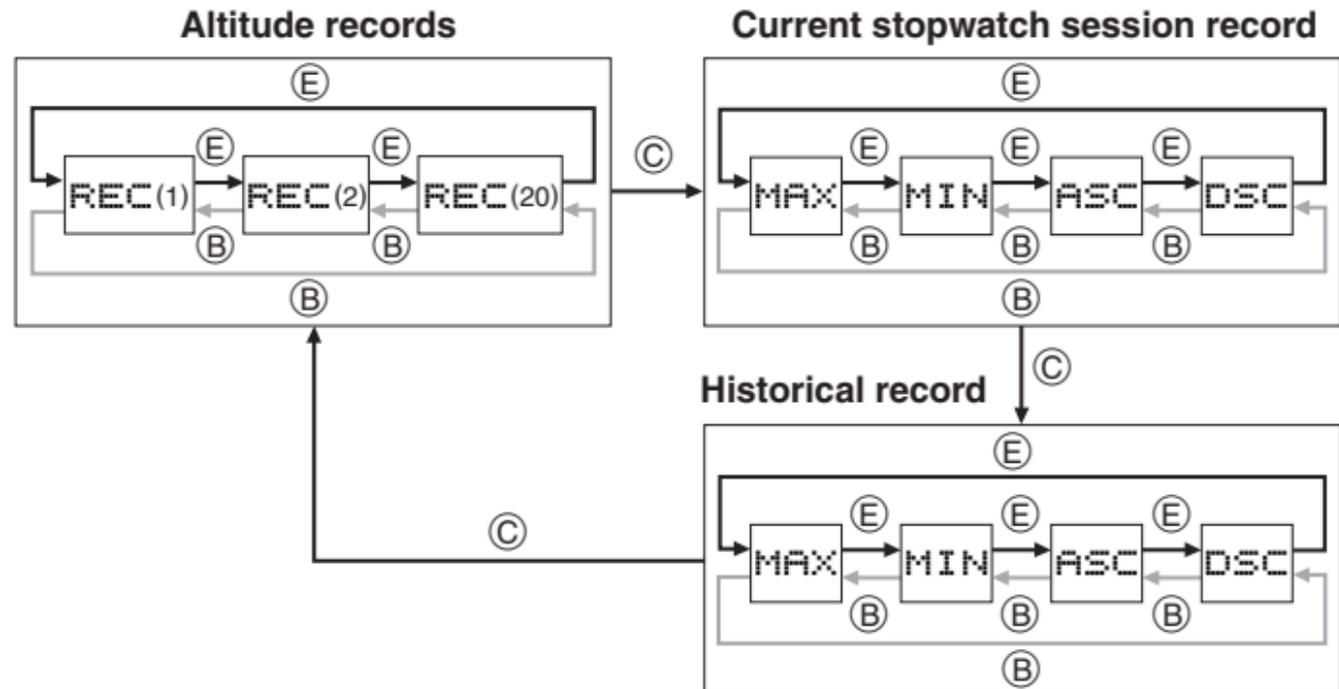 Altitude records
Ⓔ
Ⓔ Ⓔ
REC(1) REC(2) REC(20)
Ⓑ Ⓑ
Ⓑ
Ⓒ
Current stopwatch session record
Ⓔ
Ⓔ Ⓔ Ⓔ
MAX MIN ASC DSC
Ⓑ Ⓑ Ⓑ
Ⓑ
Ⓒ
Historical record
Ⓔ
Ⓔ Ⓔ Ⓔ
MAX MIN ASC DSC
Ⓑ Ⓑ Ⓑ
Ⓑ
Ⓒ